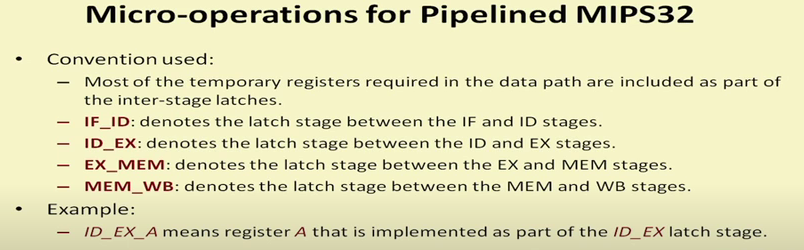 Micro-operations for Pipelined MIPS32
• Convention used:
– Most of the temporary registers required in the data path are included as part of
the inter-stage latches.
– IF_ID: denotes the latch stage between the IF and ID stages.
– ID_EX: denotes the latch stage between the ID and EX stages.
– EX_MEM: denotes the latch stage between the EX and MEM stages.
– MEM_WB: denotes the latch stage between the MEM and WB stages.
• Example:
– ID_EX_A means register A that is implemented as part of the ID_EX latch stage.